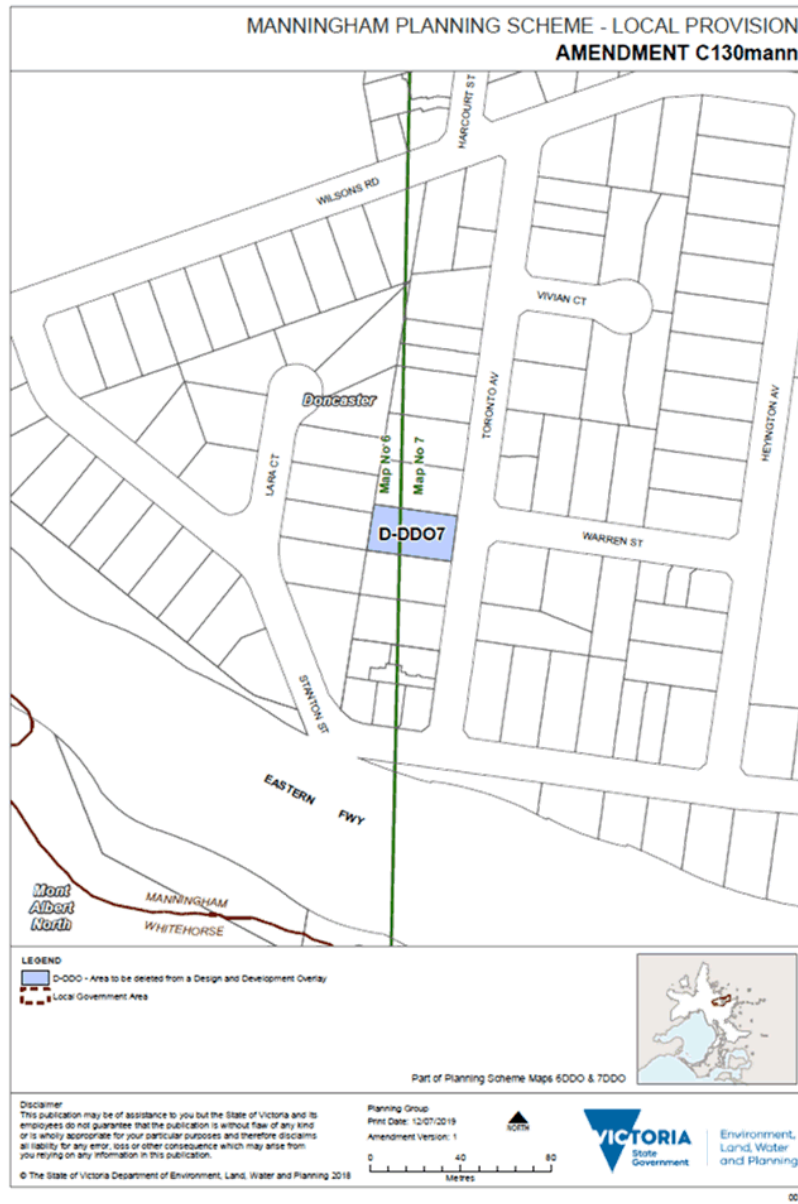 MANNINGHAM PLANNING SCHEME - LOCAL PROVISION
AMENDMENT C130mann
HARCOURT ST
WILSONS RD
VIVIAN CT
Doncaster
TORONTO AV
HEYINGTON AV
LARA CT
Map No 6
Map No 7
D-DDO7
WARREN ST
STANTON ST
EASTERN FWY
Mont
Albert
North
MANNINGHAM
WHITEHORSE
LEGEND
D-DDO - Area to be deleted from a Design and Development Overlay
Local Government Area
Part of Planning Scheme Maps 6DDO & 7DDO
Disclaimer
This publication may be of assistance to you but the State of Victoria and its
employees do not guarantee that the publication is without flaw of any kind
or is wholly appropriate for your particular purposes and therefore disclaims
all liability for any error, loss or other consequence which may arise from
you relying on any information in this publication.
© The State of Victoria Department of Environment, Land, Water and Planning 2018
Planning Group
Print Date: 12/07/2019
Amendment Version: 1
NORTH
0 40 80
Metres
VICTORIA
State
Government
Environment,
Land, Water
and Planning